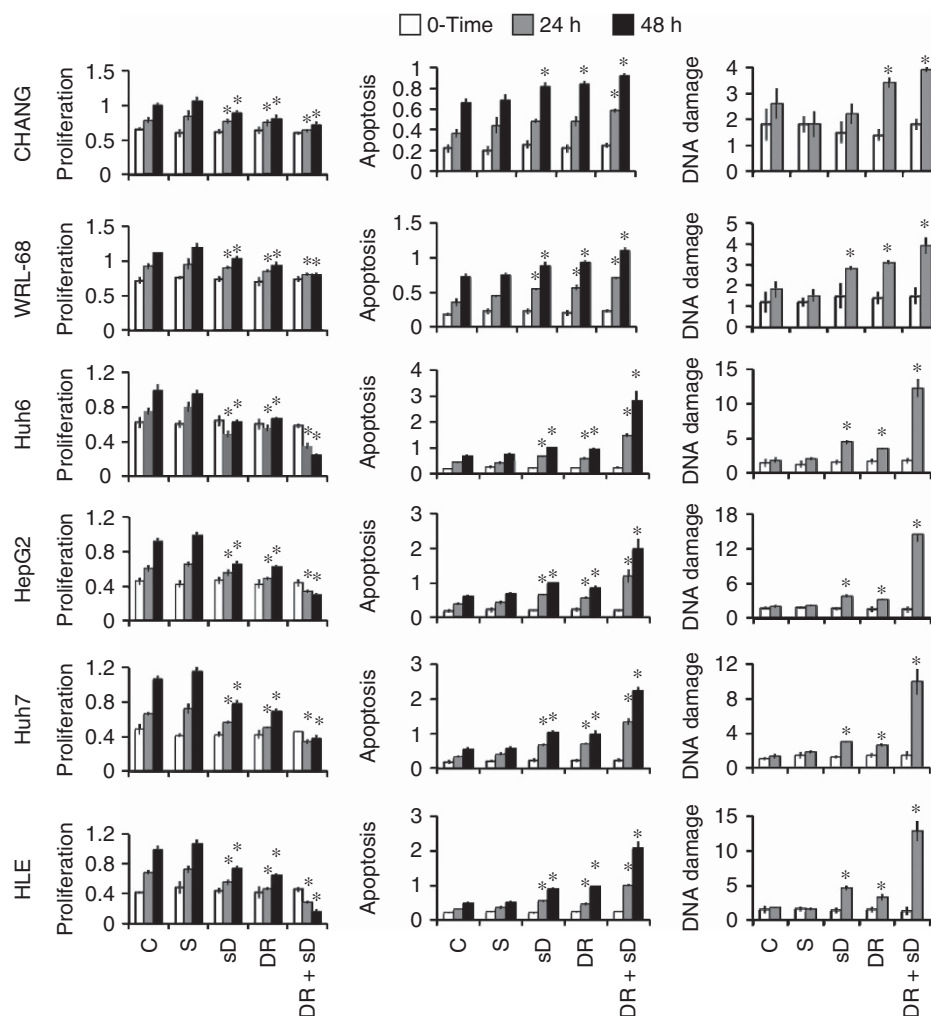 0-Time 24 h 48 h
CHANG
Proliferation
1.5
1
0.5
0
* * * * * *
Apoptosis
1
0.8
0.6
0.4
0.2
* * * *
DNA damage
4
3
2
1
0
* *
WRL-68
Proliferation
1.5
1
0.5
0
* * * * * *
Apoptosis
1.5
1
0.5
0
* * * * * *
DNA damage
5
4
3
2
1
0
* * *
Huh6
Proliferation
1.2
0.8
0.4
0
* * * * * *
Apoptosis
4
3
2
1
0
* * * * * *
DNA damage
15
10
5
0
* * *
HepG2
Proliferation
1.2
0.8
0.4
0
* * * * * *
Apoptosis
3
2
1
0
* * * * * *
DNA damage
18
12
6
0
* * *
Huh7
Proliferation
1.2
0.8
0.4
0
* * * * * *
Apoptosis
3
2
1
0
* * * * * *
DNA damage
15
10
5
0
* * *
HLE
Proliferation
1.2
0.8
0.4
0
* * * * * *
Apoptosis
3
2
1
0
* * * * * *
DNA damage
15
10
5
0
* * *
C S sD DR DR + sD
C S sD DR DR + sD
C S sD DR DR + sD